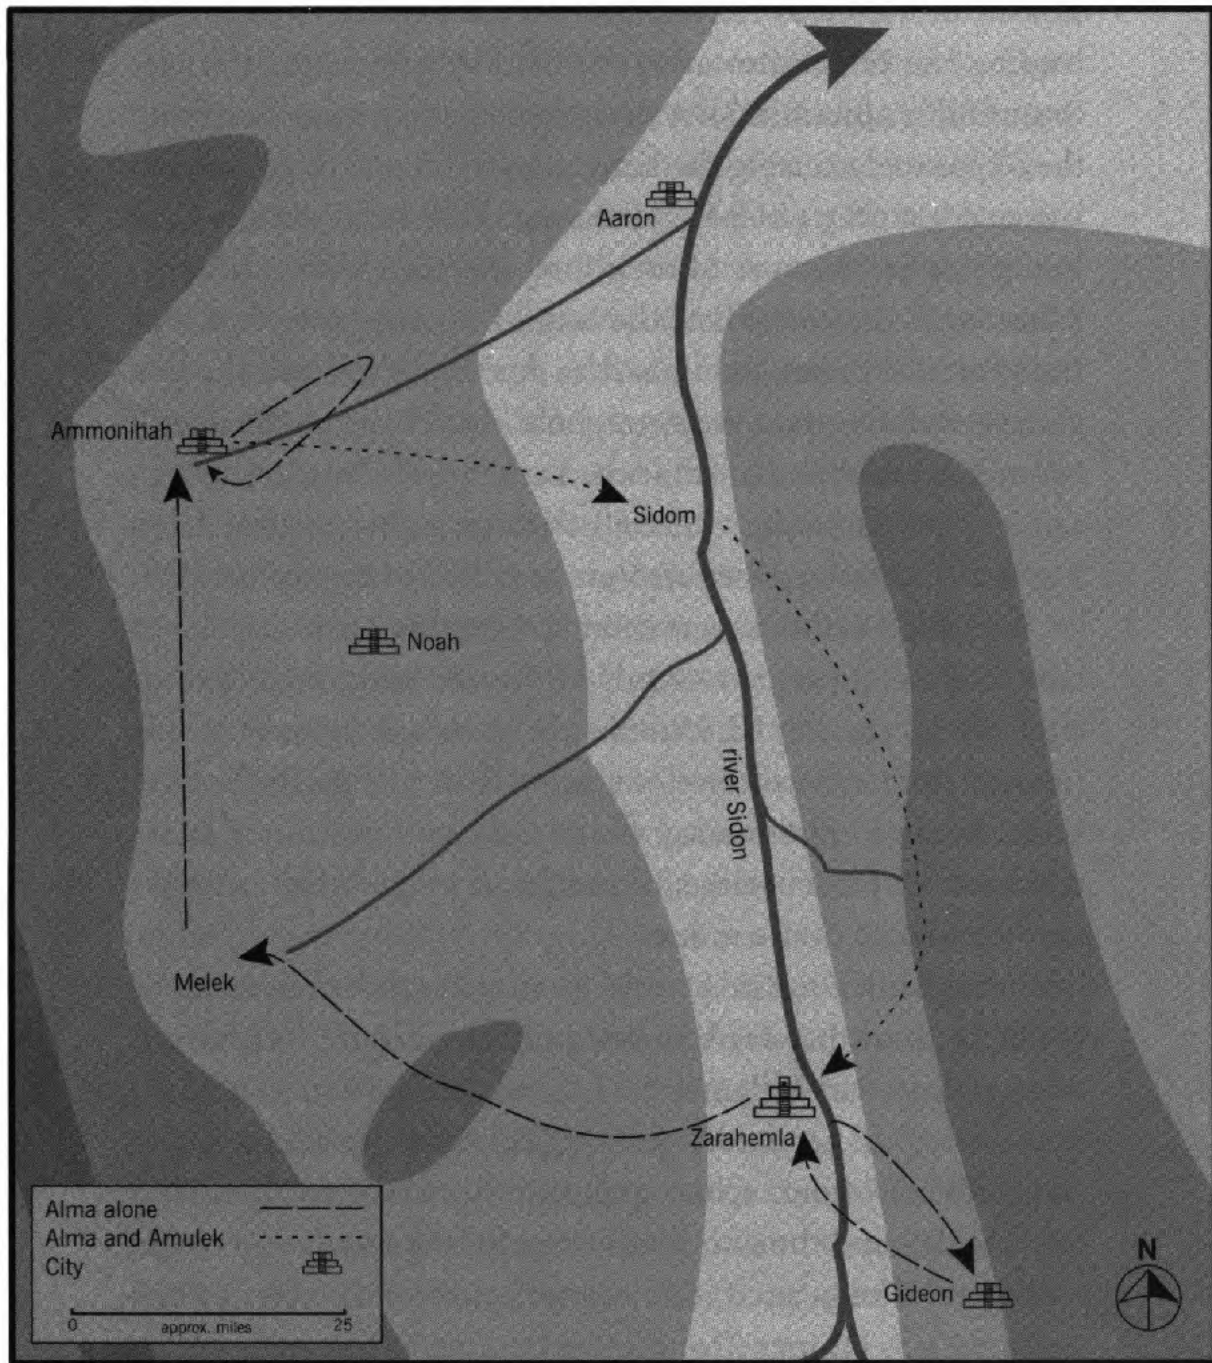 Aaron
Ammonihah
Sidom
Noah
river Sidon
Melek
Zarahemla
Alma alone
Alma and Amulek
City
0 approx. miles 25
Gideon
N